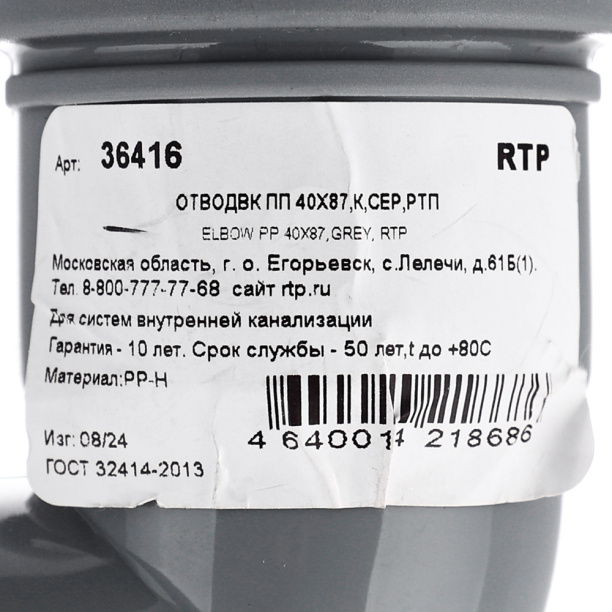 Арт: 36416 RTP
ОТВОДВК ПП 40Х87,К,СЕР,РТП
ELBOW PP 40X87,GREY, RTP
Московская область, г. о. Егорьевск, с.Лелечи, д.61Б(1).
Тел. 8-800-777-77-68 сайт rtp.ru
Для систем внутренней канализации
Гарантия - 10 лет. Срок службы - 50 лет,t до +80С
Материал:PP-H
4 640014 218686
Изг: 08/24
ГОСТ 32414-2013